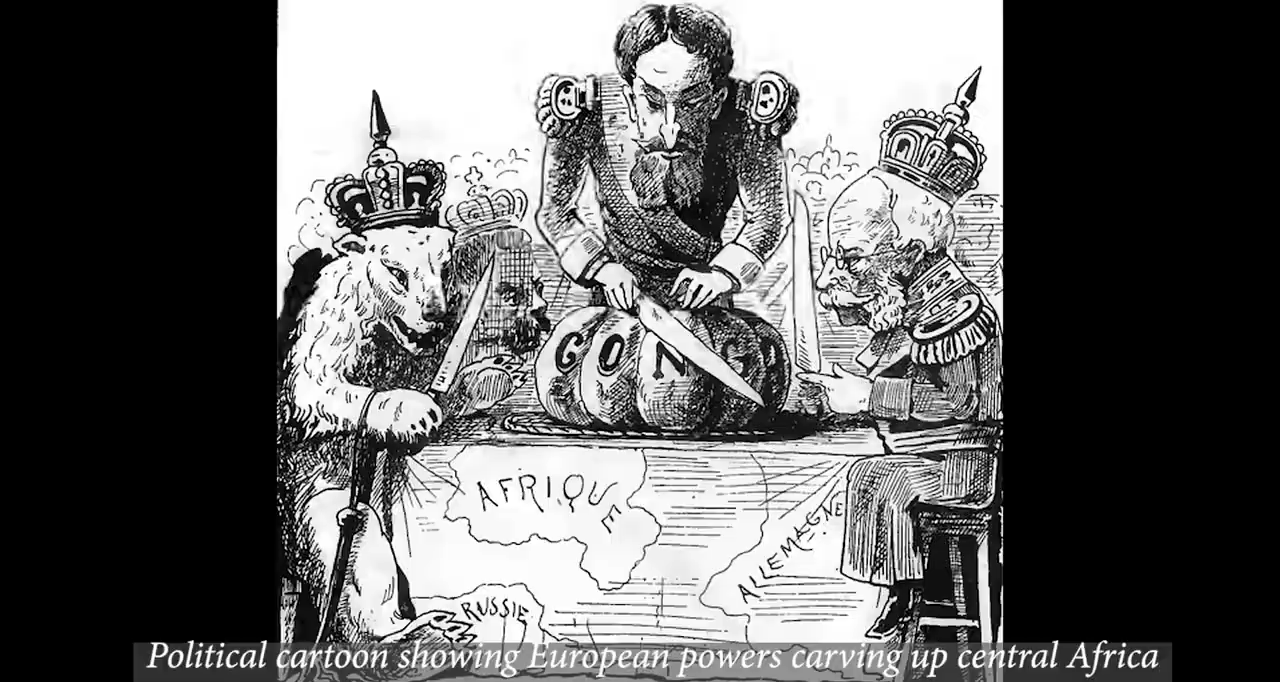 CONGO
AFRIQUE
ALLEMAGNE
RUSSIE
Political cartoon showing European powers carving up central Africa